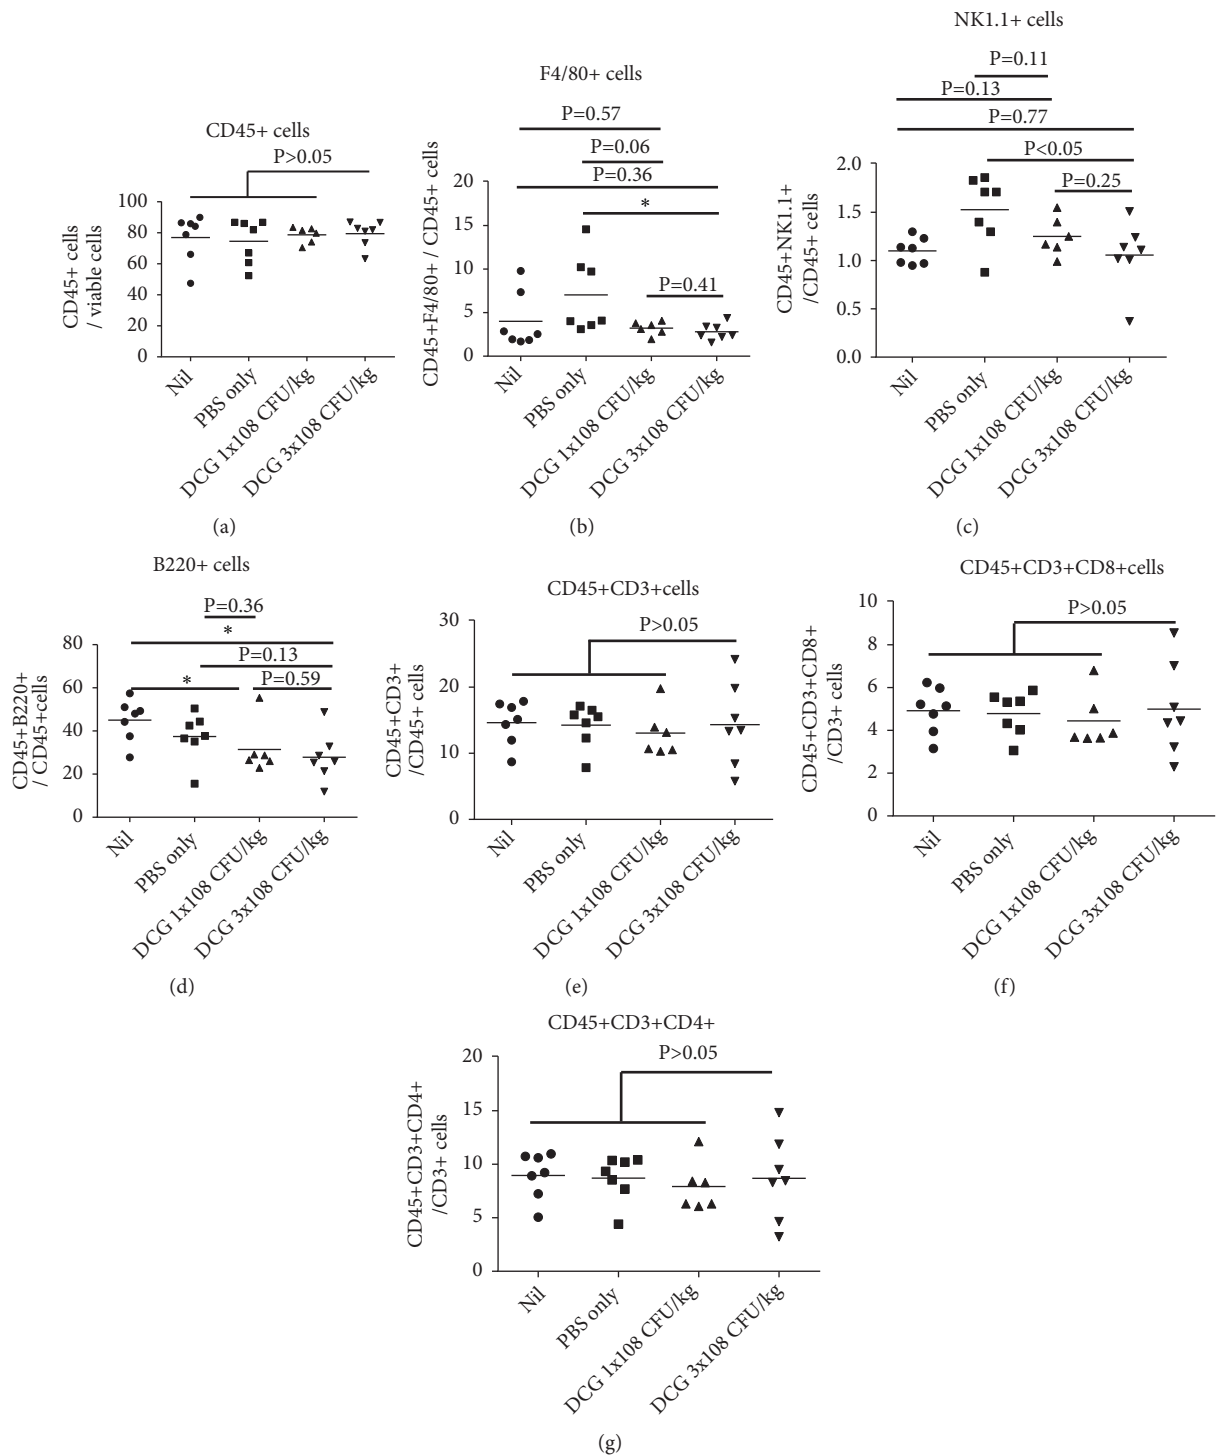 CD45+ cells
P>0.05
100
80
60
40
20
0
CD45+ cells
/ viable cells
Nil
PBS only
DCG 1x108 CFU/kg
DCG 3x108 CFU/kg
(a)
F4/80+ cells
P=0.57
P=0.06
P=0.36
*
P=0.41
20
15
10
5
0
CD45+F4/80+ / CD45+ cells
Nil
PBS only
DCG 1x108 CFU/kg
DCG 3x108 CFU/kg
(b)
NK1.1+ cells
P=0.11
P=0.13
P=0.77
P<0.05
P=0.25
2.0
1.5
1.0
0.5
0.0
CD45+NK1.1+
/CD45+ cells
Nil
PBS only
DCG 1x108 CFU/kg
DCG 3x108 CFU/kg
(c)
B220+ cells
P=0.36
*
P=0.13
*
P=0.59
80
60
40
20
0
CD45+B220+
/ CD45+cells
Nil
PBS only
DCG 1x108 CFU/kg
DCG 3x108 CFU/kg
(d)
CD45+CD3+cells
P>0.05
30
20
10
0
CD45+CD3+
/CD45+ cells
Nil
PBS only
DCG 1x108 CFU/kg
DCG 3x108 CFU/kg
(e)
CD45+CD3+CD8+cells
P>0.05
10
8
6
4
2
0
CD45+CD3+CD8+
/CD3+ cells
Nil
PBS only
DCG 1x108 CFU/kg
DCG 3x108 CFU/kg
(f)
CD45+CD3+CD4+
P>0.05
20
15
10
5
0
CD45+CD3+CD4+
/CD3+ cells
Nil
PBS only
DCG 1x108 CFU/kg
DCG 3x108 CFU/kg
(g)